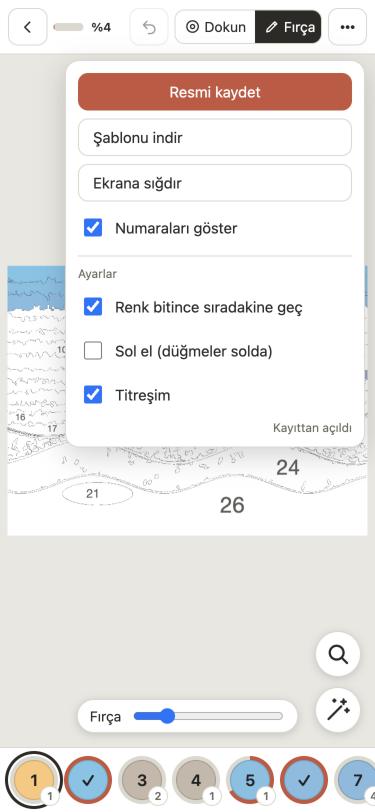 %4
Dokun
Fırça
Resmi kaydet
Şablonu indir
Ekrana sığdır
Numaraları göster
Ayarlar
Renk bitince sıradakine geç
Sol el (düğmeler solda)
Titreşim
Kayıttan açıldı
10
16
17
24
21
26
Fırça
1
1
3
2
4
1
5
1
7
4